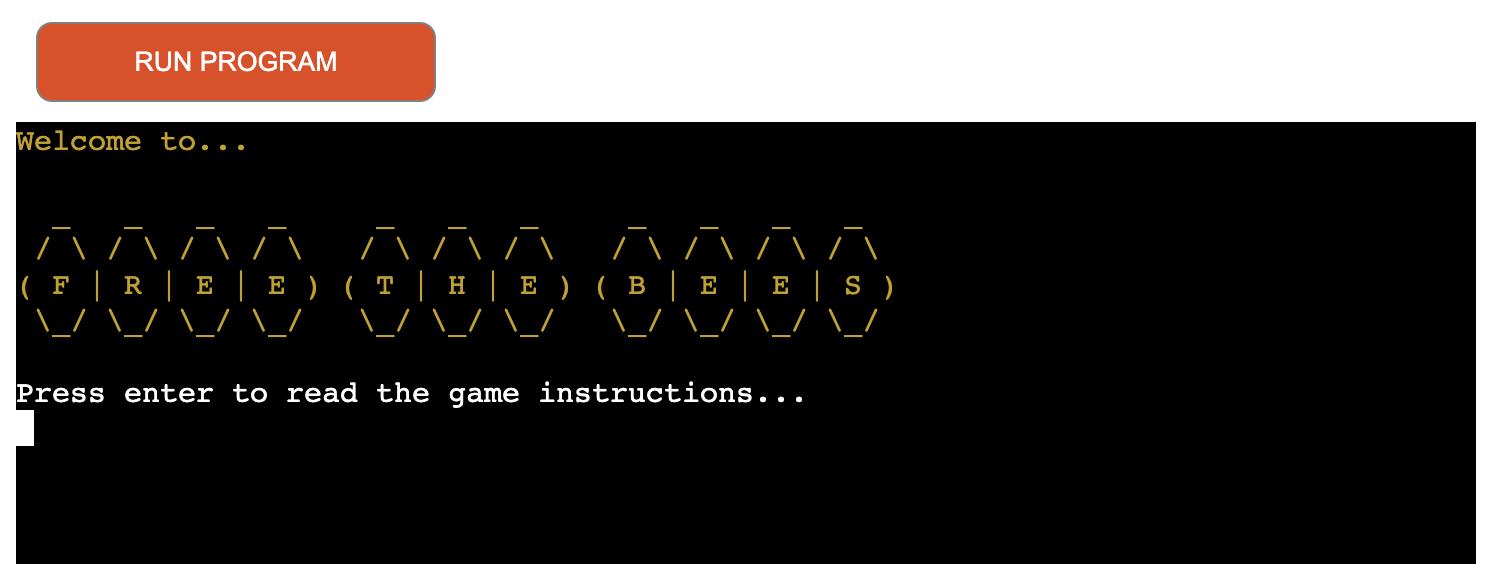 RUN PROGRAM
Welcome to...
   _   _   _   _     _   _   _     _   _   _   _
  / \ / \ / \ / \   / \ / \ / \   / \ / \ / \ / \
( F | R | E | E ) ( T | H | E ) ( B | E | E | S )
  \_/ \_/ \_/ \_/   \_/ \_/ \_/   \_/ \_/ \_/ \_/
Press enter to read the game instructions...